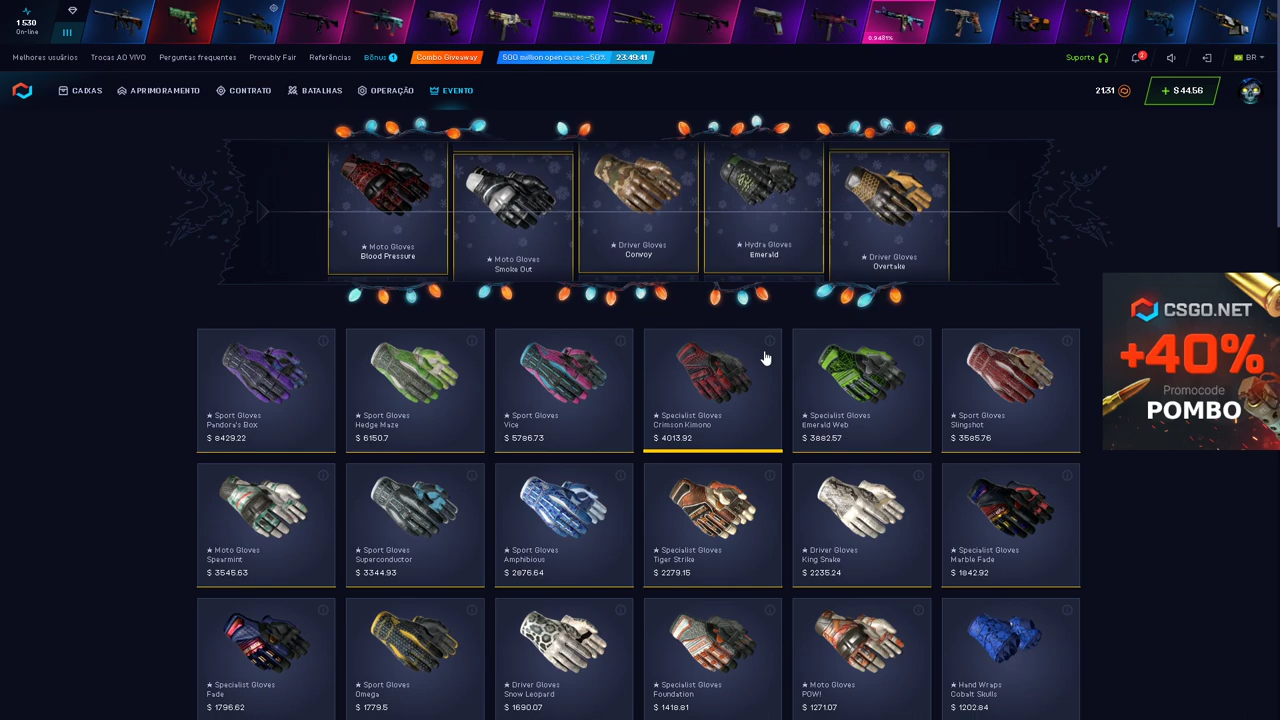 1 530
On-line
0.9481%
Melhores usuários
Trocas AO VIVO
Perguntas frequentes
Provably Fair
Referências
Bônus 1
Combo Giveaway
500 million open cases -50% 23:49:41
Suporte
2
BR
CAIXAS
APRIMORAMENTO
CONTRATO
BATALHAS
OPERAÇÃO
EVENTO
2131
+ $ 44.56
★ Moto Gloves
Blood Pressure
★ Moto Gloves
Smoke Out
★ Driver Gloves
Convoy
★ Hydra Gloves
Emerald
★ Driver Gloves
Overtake
CSGO.NET
+40%
Promocode
POMBO
★ Sport Gloves
Pandora's Box
$ 8429.22
★ Sport Gloves
Hedge Maze
$ 6150.7
★ Sport Gloves
Vice
$ 5786.73
★ Specialist Gloves
Crimson Kimono
$ 4013.92
★ Specialist Gloves
Emerald Web
$ 3882.57
★ Sport Gloves
Slingshot
$ 3585.76
★ Moto Gloves
Spearmint
$ 3545.63
★ Sport Gloves
Superconductor
$ 3344.93
★ Sport Gloves
Amphibious
$ 2876.64
★ Specialist Gloves
Tiger Strike
$ 2279.15
★ Driver Gloves
King Snake
$ 2235.24
★ Specialist Gloves
Marble Fade
$ 1842.92
★ Specialist Gloves
Fade
$ 1796.62
★ Sport Gloves
Omega
$ 1779.5
★ Driver Gloves
Snow Leopard
$ 1690.07
★ Specialist Gloves
Foundation
$ 1418.81
★ Moto Gloves
POW!
$ 1271.07
★ Hand Wraps
Cobalt Skulls
$ 1202.84